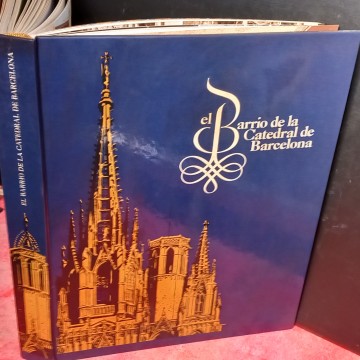 el Barrio de la
Catedral de
Barcelona
EL BARRIO DE LA CATEDRAL DE BARCELONA